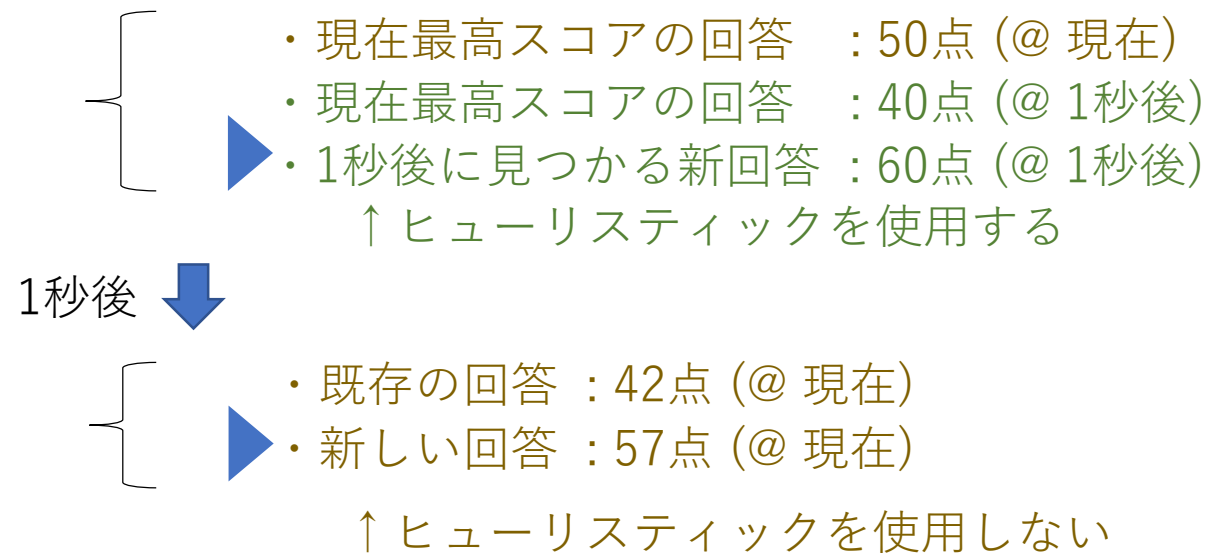 ・現在最高スコアの回答　：50点 (@ 現在)
・現在最高スコアの回答　：40点 (@ 1秒後)
・1秒後に見つかる新回答 ：60点 (@ 1秒後)
↑ヒューリスティックを使用する
1秒後
・既存の回答 ：42点 (@ 現在)
・新しい回答 ：57点 (@ 現在)
↑ヒューリスティックを使用しない